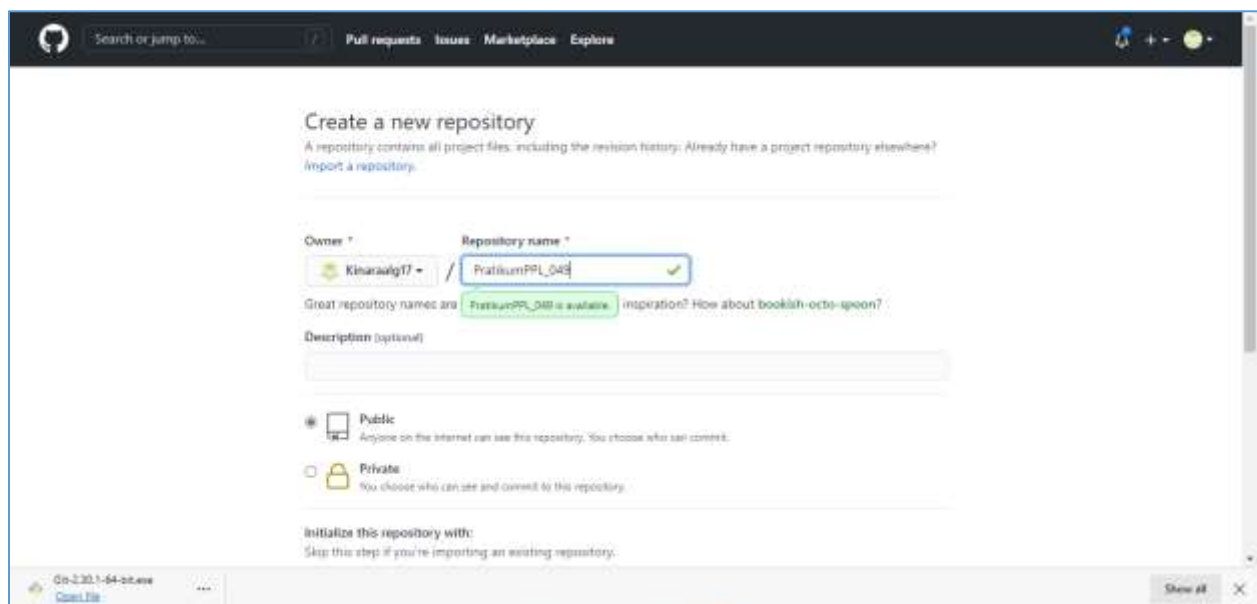 Search or jump to...
/
Pull requests Issues Marketplace Explore
Create a new repository
A repository contains all project files, including the revision history. Already have a project repository elsewhere?
Import a repository.
Owner * Repository name *
Kinaraalg17 / PratikumPPL_049
Great repository names are PratikumPPL_049 is available. inspiration? How about bookish-octo-spoon?
Description (optional)
Public
Anyone on the internet can see this repository. You choose who can commit.
Private
You choose who can see and commit to this repository.
Initialize this repository with:
Skip this step if you're importing an existing repository.
Git-2.30.1-64-bit.exe
Open file
...
Show all